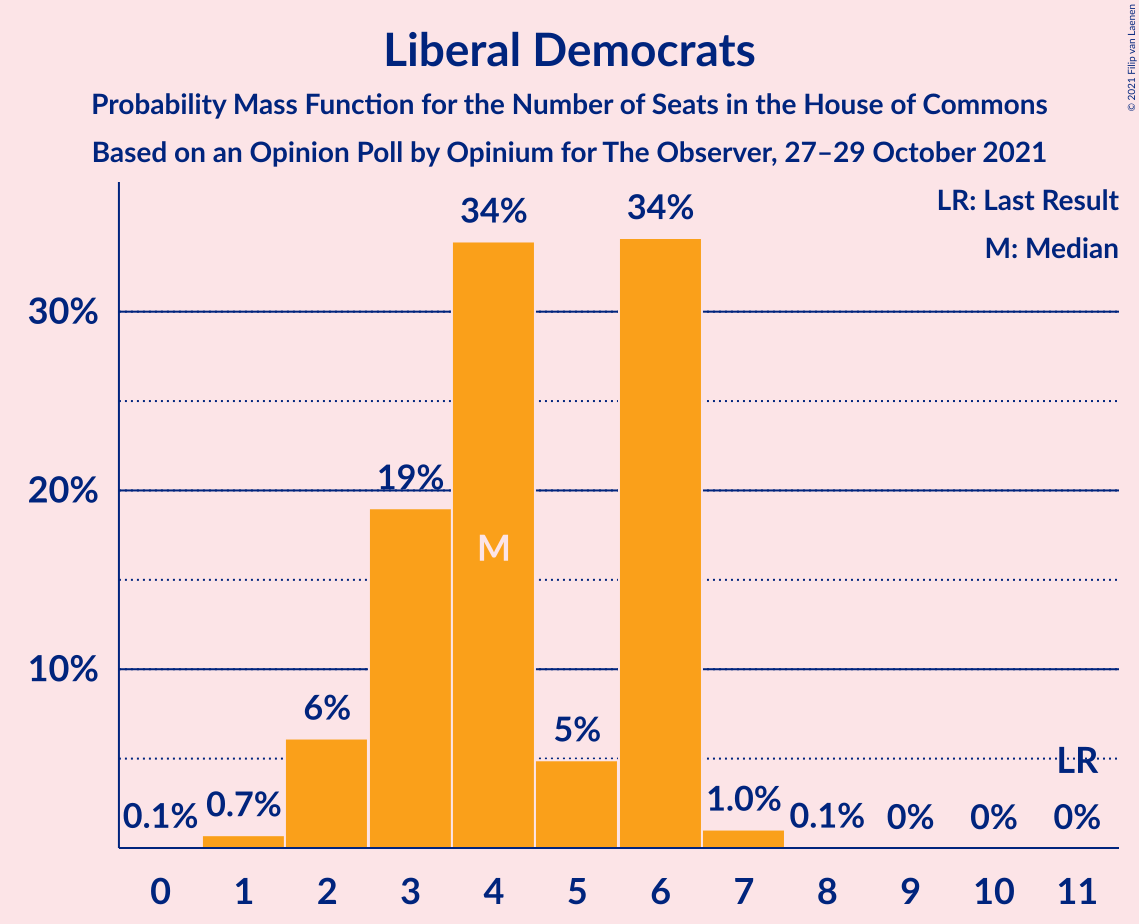 Liberal Democrats
Probability Mass Function for the Number of Seats in the House of Commons
Based on an Opinion Poll by Opinium for The Observer, 27–29 October 2021
© 2021 Filip van Laenen
LR: Last Result
M: Median
34%
34%
30%
19%
20%
M
10%
6%
5%
LR
0.1%
0.7%
1.0%
0.1%
0%
0%
0%
0 1 2 3 4 5 6 7 8 9 10 11